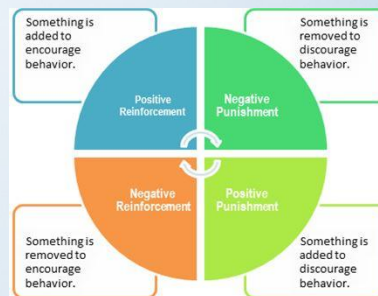 Something is
added to
encourage
behavior.
Something is
removed to
discourage
behavior.
Positive
Reinforcement
Negative
Punishment
Negative
Reinforcement
Positive
Punishment
Something is
removed to
encourage
behavior.
Something is
added to
discourage
behavior.